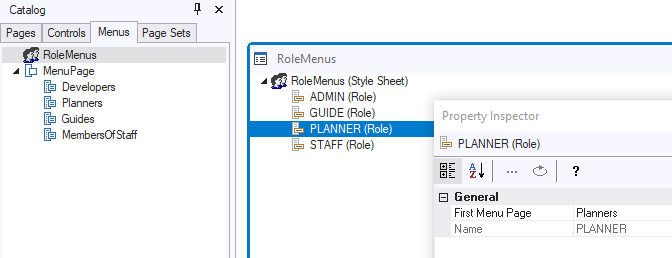 Catalog
Pages Controls Menus Page Sets
RoleMenus
MenuPage
Developers
Planners
Guides
MembersOfStaff
RoleMenus
RoleMenus (Style Sheet)
ADMIN (Role)
GUIDE (Role)
PLANNER (Role)
STAFF (Role)
Property Inspector
PLANNER (Role)
A Z ... ?
General
First Menu Page Planners
Name PLANNER